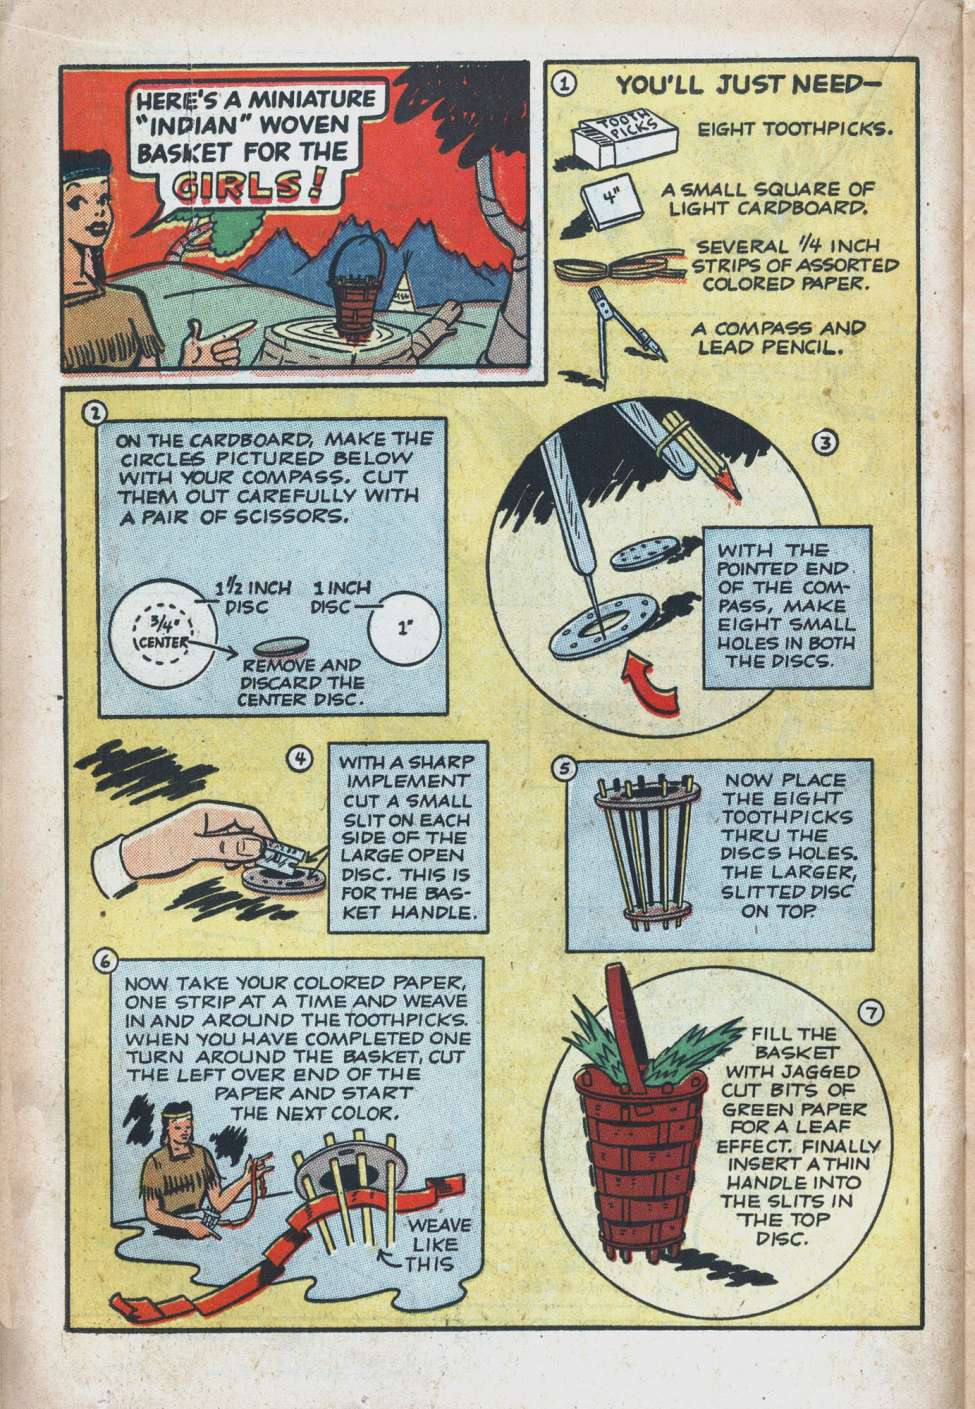 HERE'S A MINIATURE
"INDIAN" WOVEN
BASKET FOR THE
GIRLS!
1
YOU'LL JUST NEED—
TOOTH
PICKS
EIGHT TOOTHPICKS.
4"
A SMALL SQUARE OF
LIGHT CARDBOARD.
SEVERAL 1/4 INCH
STRIPS OF ASSORTED
COLORED PAPER.
A COMPASS AND
LEAD PENCIL.
2
ON THE CARDBOARD, MAKE THE
CIRCLES PICTURED BELOW
WITH YOUR COMPASS. CUT
THEM OUT CAREFULLY WITH
A PAIR OF SCISSORS.
1 1/2 INCH
DISC
1 INCH
DISC
3/4"
CENTER
1"
REMOVE AND
DISCARD THE
CENTER DISC.
3
WITH THE
POINTED END
OF THE COM-
PASS, MAKE
EIGHT SMALL
HOLES IN BOTH
THE DISCS.
4
WITH A SHARP
IMPLEMENT
CUT A SMALL
SLIT ON EACH
SIDE OF THE
LARGE OPEN
DISC. THIS IS
FOR THE BAS-
KET HANDLE.
5
NOW PLACE
THE EIGHT
TOOTHPICKS
THRU THE
DISCS HOLES.
THE LARGER,
SLITTED DISC
ON TOP.
6
NOW TAKE YOUR COLORED PAPER,
ONE STRIP AT A TIME AND WEAVE
IN AND AROUND THE TOOTHPICKS.
WHEN YOU HAVE COMPLETED ONE
TURN AROUND THE BASKET, CUT
THE LEFT OVER END OF THE
PAPER AND START
THE NEXT COLOR.
WEAVE
LIKE
THIS
7
FILL THE
BASKET
WITH JAGGED
CUT BITS OF
GREEN PAPER
FOR A LEAF
EFFECT. FINALLY
INSERT A THIN
HANDLE INTO
THE SLITS IN
THE TOP
DISC.